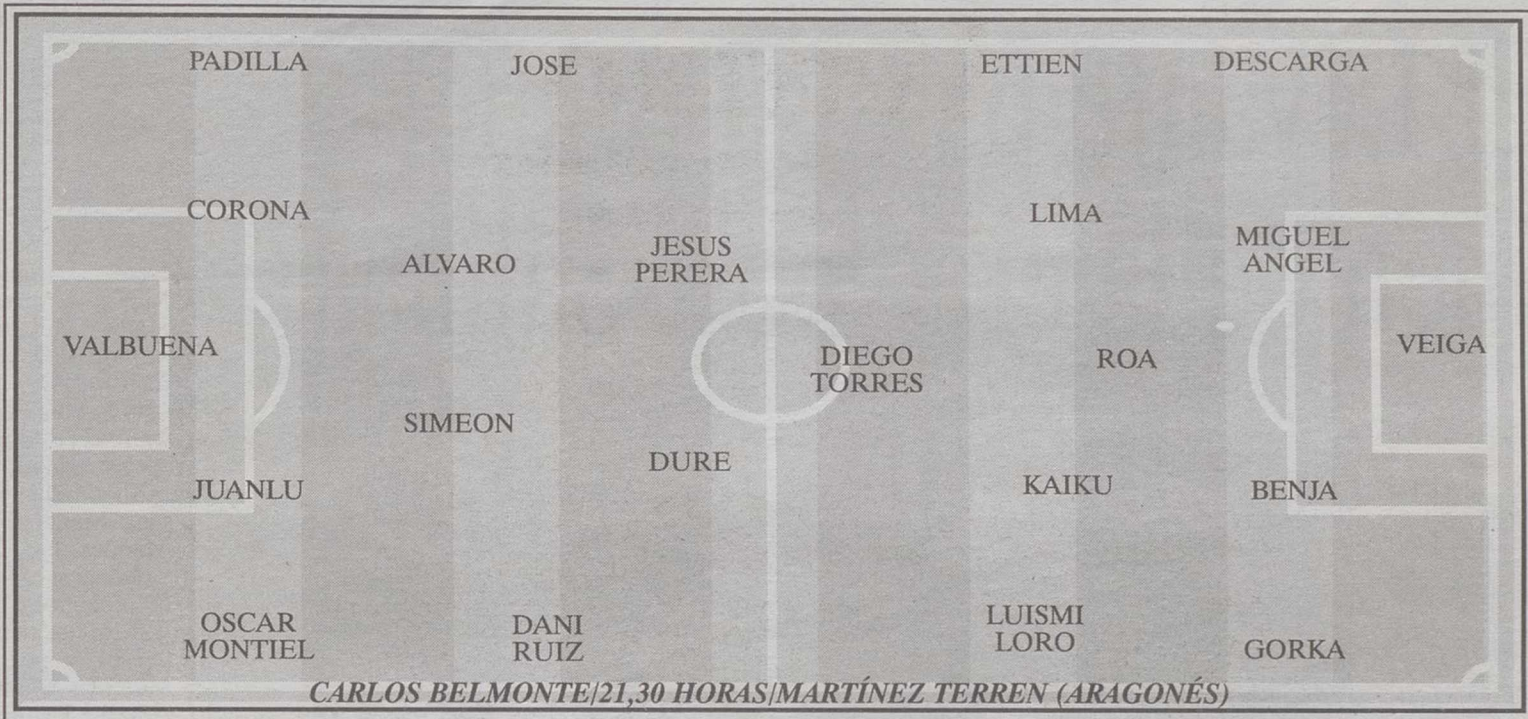 PADILLA
JOSE
ETTIEN
DESCARGA
CORONA
LIMA
JESUS
PERERA
MIGUEL
ANGEL
ALVARO
VALBUENA
DIEGO
TORRES
ROA
VEIGA
SIMEON
DURE
JUANLU
KAIKU
BENJA
OSCAR
MONTIEL
DANI
RUIZ
LUISMI
LORO
GORKA
CARLOS BELMONTE/21,30 HORAS/MARTÍNEZ TERREN (ARAGONÉS)